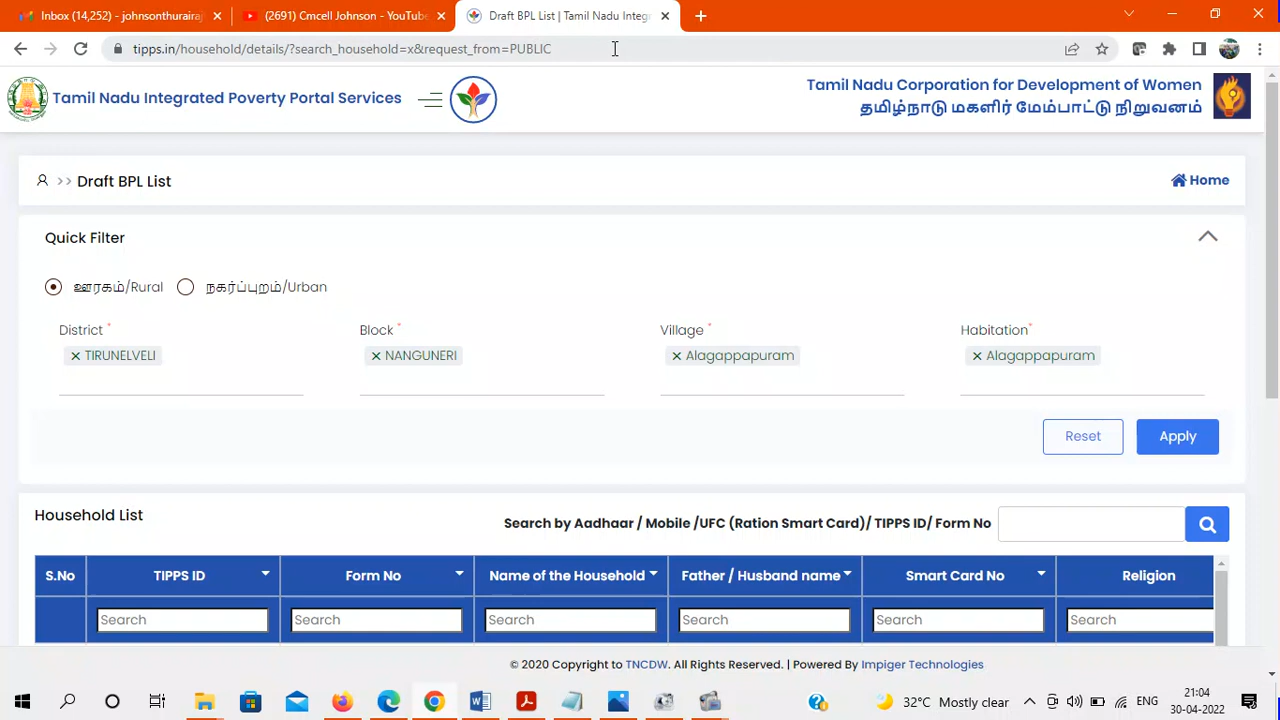 Inbox (14,252) - johnsonthuraira
(2691) Cmcell Johnson - YouTube
Draft BPL List | Tamil Nadu Integ
tipps.in/household/details/?search_household=x&request_from=PUBLIC
Tamil Nadu Integrated Poverty Portal Services
Tamil Nadu Corporation for Development of Women
தமிழ்நாடு மகளிர் மேம்பாட்டு நிறுவனம்
>> Draft BPL List
Home
Quick Filter
ஊரகம்/Rural நகர்ப்புறம்/Urban
District * Block * Village * Habitation*
× TIRUNELVELI × NANGUNERI × Alagappapuram × Alagappapuram
Reset Apply
Household List
Search by Aadhaar / Mobile /UFC (Ration Smart Card)/ TIPPS ID/ Form No
S.No TIPPS ID Form No Name of the Household Father / Husband name Smart Card No Religion
Search Search Search Search Search Search
© 2020 Copyright to TNCDW. All Rights Reserved. | Powered By Impiger Technologies
32°C Mostly clear ENG 21:04
30-04-2022